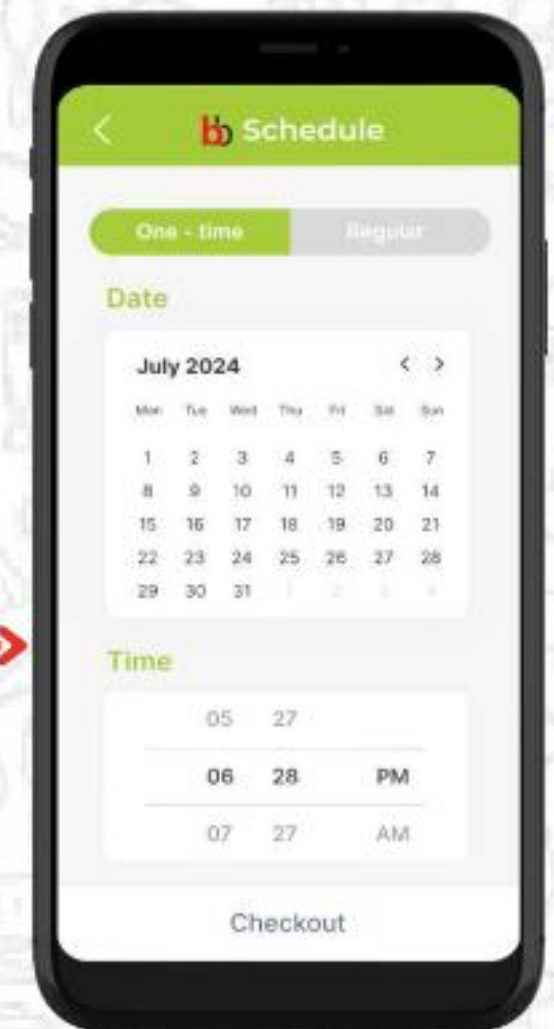 bb Schedule
One - time Regular
Date
July 2024 < >
Mon Tue Wed Thu Fri Sat Sun
1 2 3 4 5 6 7
8 9 10 11 12 13 14
15 16 17 18 19 20 21
22 23 24 25 26 27 28
29 30 31 1 2 3 4
Time
05 27
06 28 PM
07 27 AM
Checkout